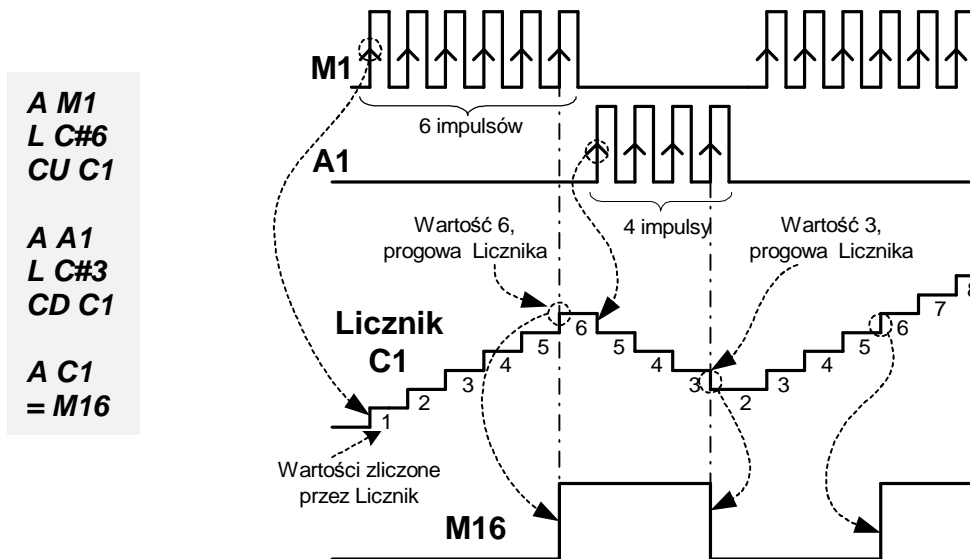 A M1
L C#6
CU C1
A A1
L C#3
CD C1
A C1
= M16
M1
6 impulsów
A1
4 impulsy
Wartość 6,
progowa Licznika
Wartość 3,
progowa Licznika
Licznik
C1
1
2
3
4
5
6
5
4
3
2
3
4
5
6
7
8
Wartości zliczone
przez Licznik
M16